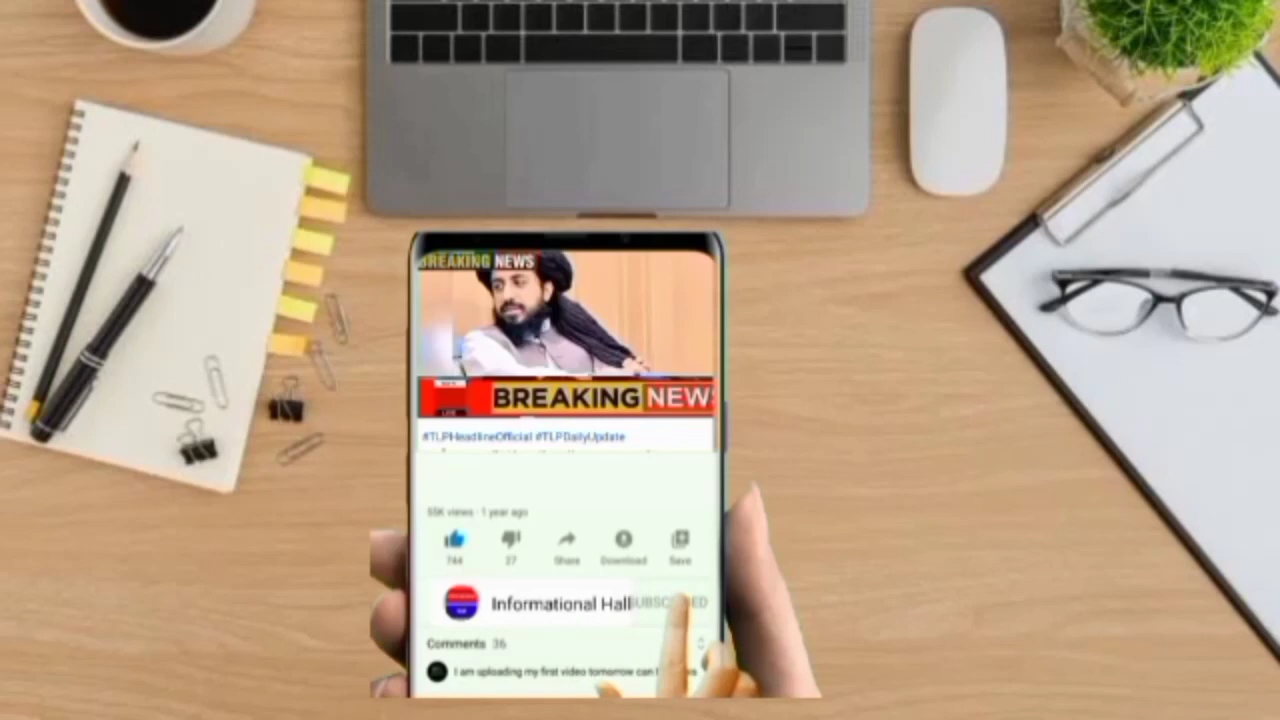 BREAKING NEWS
BREAKING NEWS
#TLPHeadlineOfficial #TLPDailyUpdate
55K views · 1 year ago
744 27 Share Download Save
Informational Hall SUBSCRIBED
Comments 36
I am uploading my first video tomorrow can I